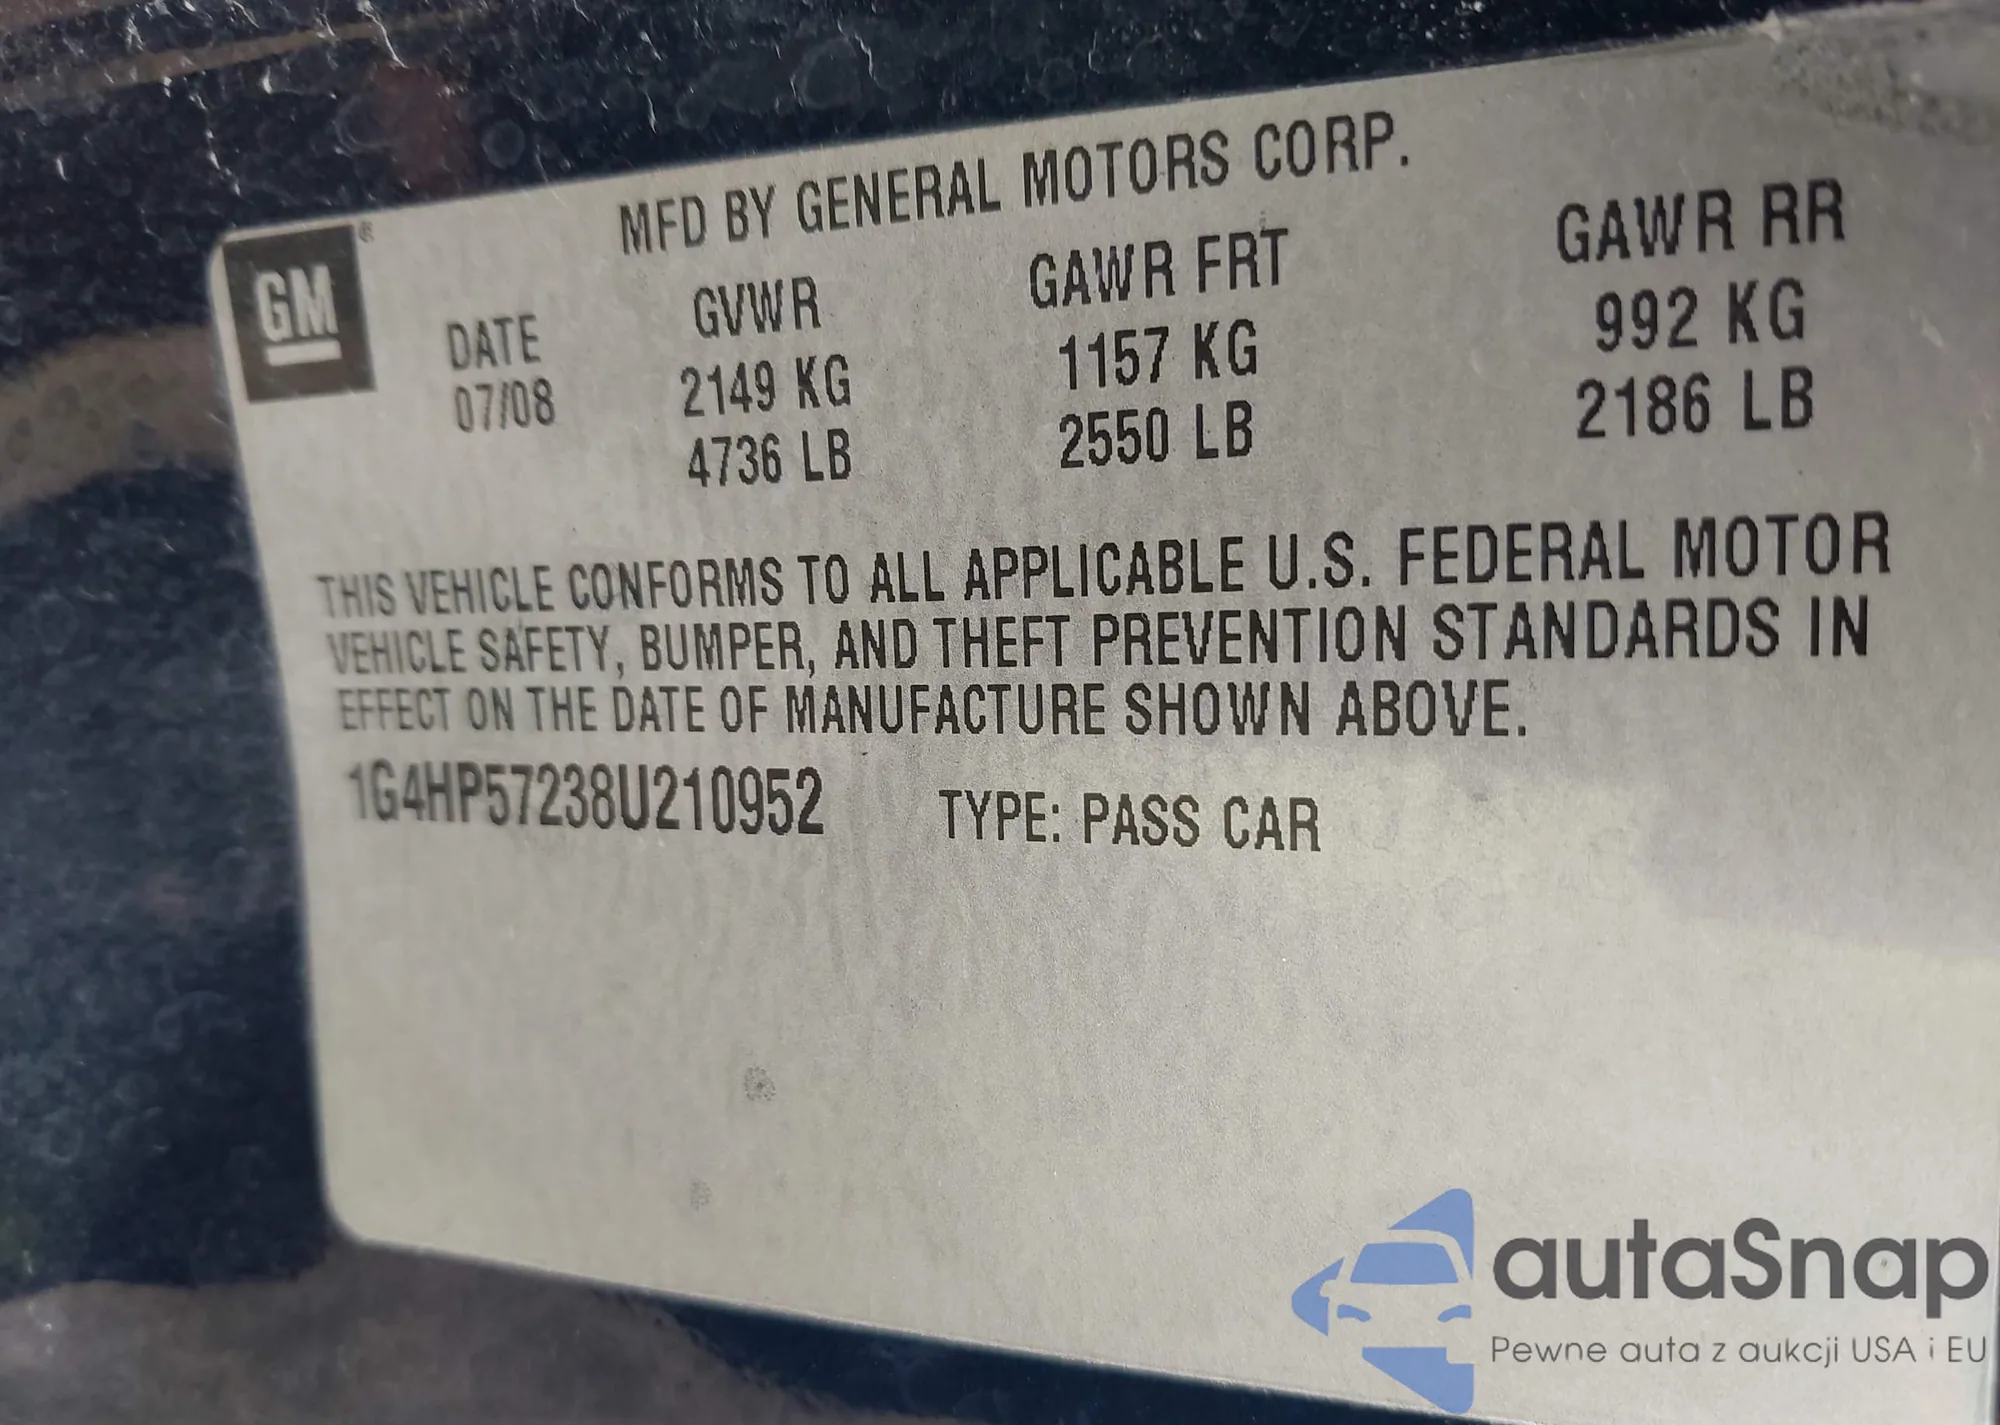 MFD BY GENERAL MOTORS CORP.
GM ®
DATE GVWR GAWR FRT GAWR RR
07/08 2149 KG 1157 KG 992 KG
4736 LB 2550 LB 2186 LB
THIS VEHICLE CONFORMS TO ALL APPLICABLE U.S. FEDERAL MOTOR
VEHICLE SAFETY, BUMPER, AND THEFT PREVENTION STANDARDS IN
EFFECT ON THE DATE OF MANUFACTURE SHOWN ABOVE.
1G4HP57238U210952 TYPE: PASS CAR
autaSnap
Pewne auta z aukcji USA i EU